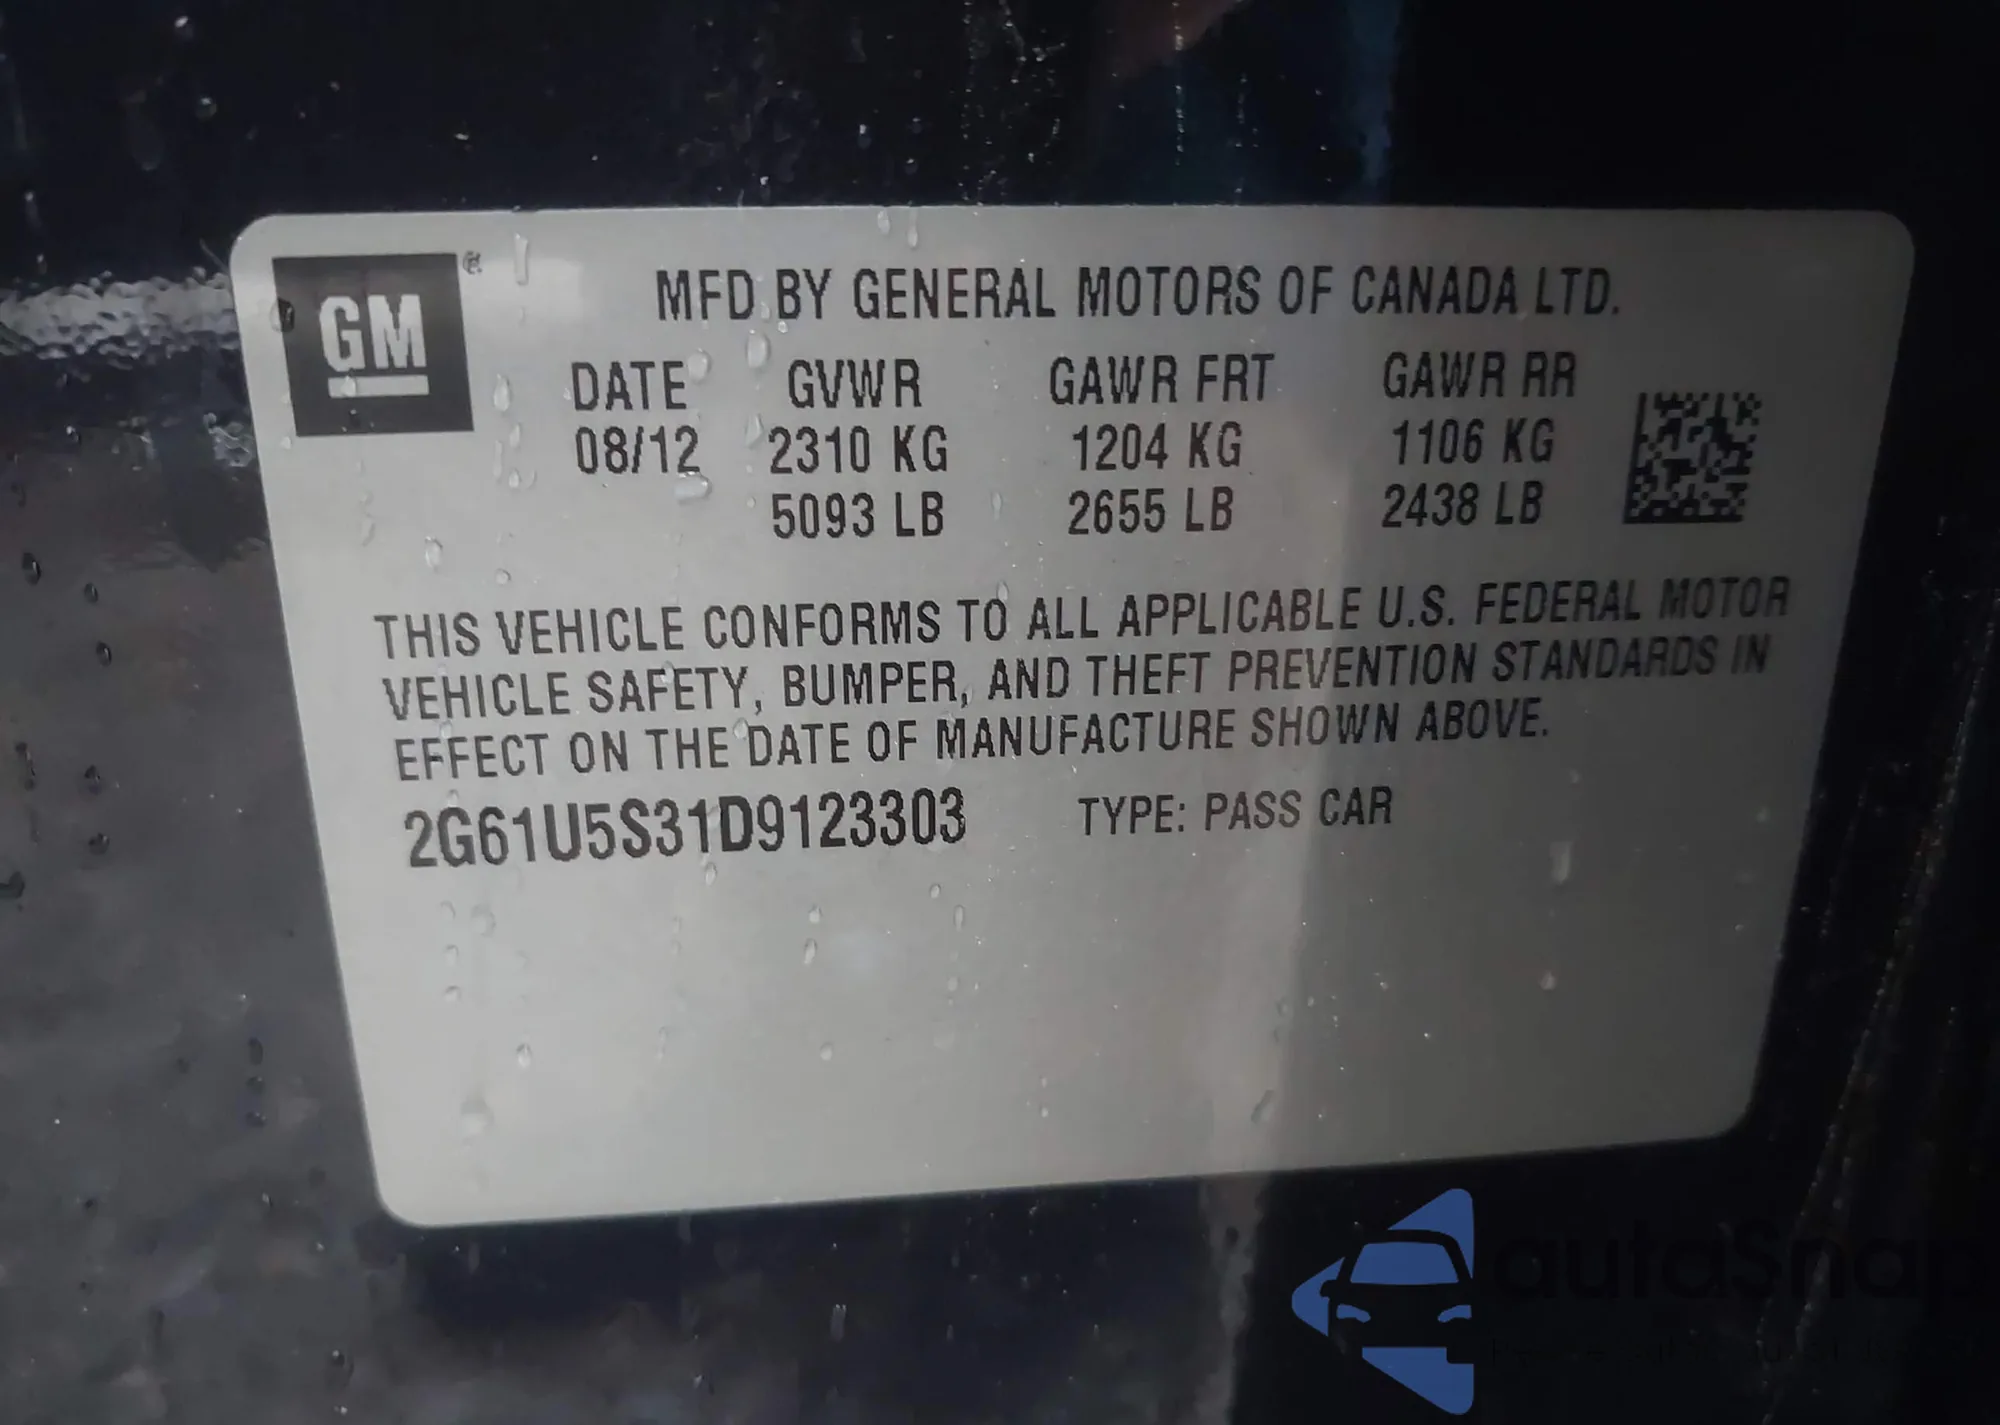 GM
MFD BY GENERAL MOTORS OF CANADA LTD.
DATE GVWR GAWR FRT GAWR RR
08/12 2310 KG 1204 KG 1106 KG
5093 LB 2655 LB 2438 LB
THIS VEHICLE CONFORMS TO ALL APPLICABLE U.S. FEDERAL MOTOR
VEHICLE SAFETY, BUMPER, AND THEFT PREVENTION STANDARDS IN
EFFECT ON THE DATE OF MANUFACTURE SHOWN ABOVE.
2G61U5S31D9123303 TYPE: PASS CAR
autasnap